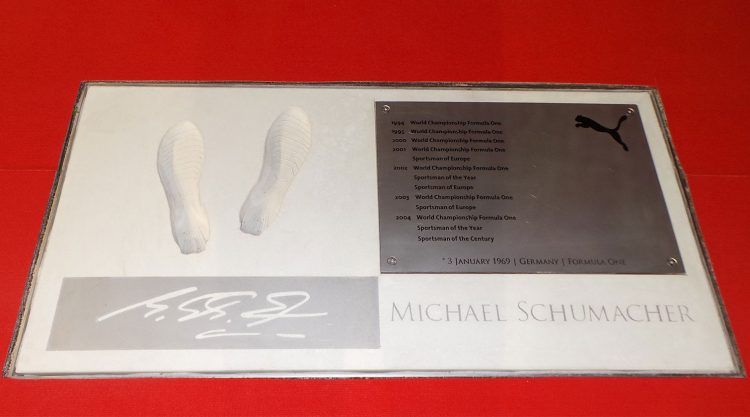 1994 World Championship Formula One
1995 World Championship Formula One
2000 World Championship Formula One
2001 World Championship Formula One
Sportsman of Europe
2002 World Championship Formula One
Sportsman of the Year
Sportsman of Europe
2003 World Championship Formula One
Sportsman of Europe
2004 World Championship Formula One
Sportsman of the Year
Sportsman of the Century
* 3 January 1969 | Germany | Formula One
Michael Schumacher